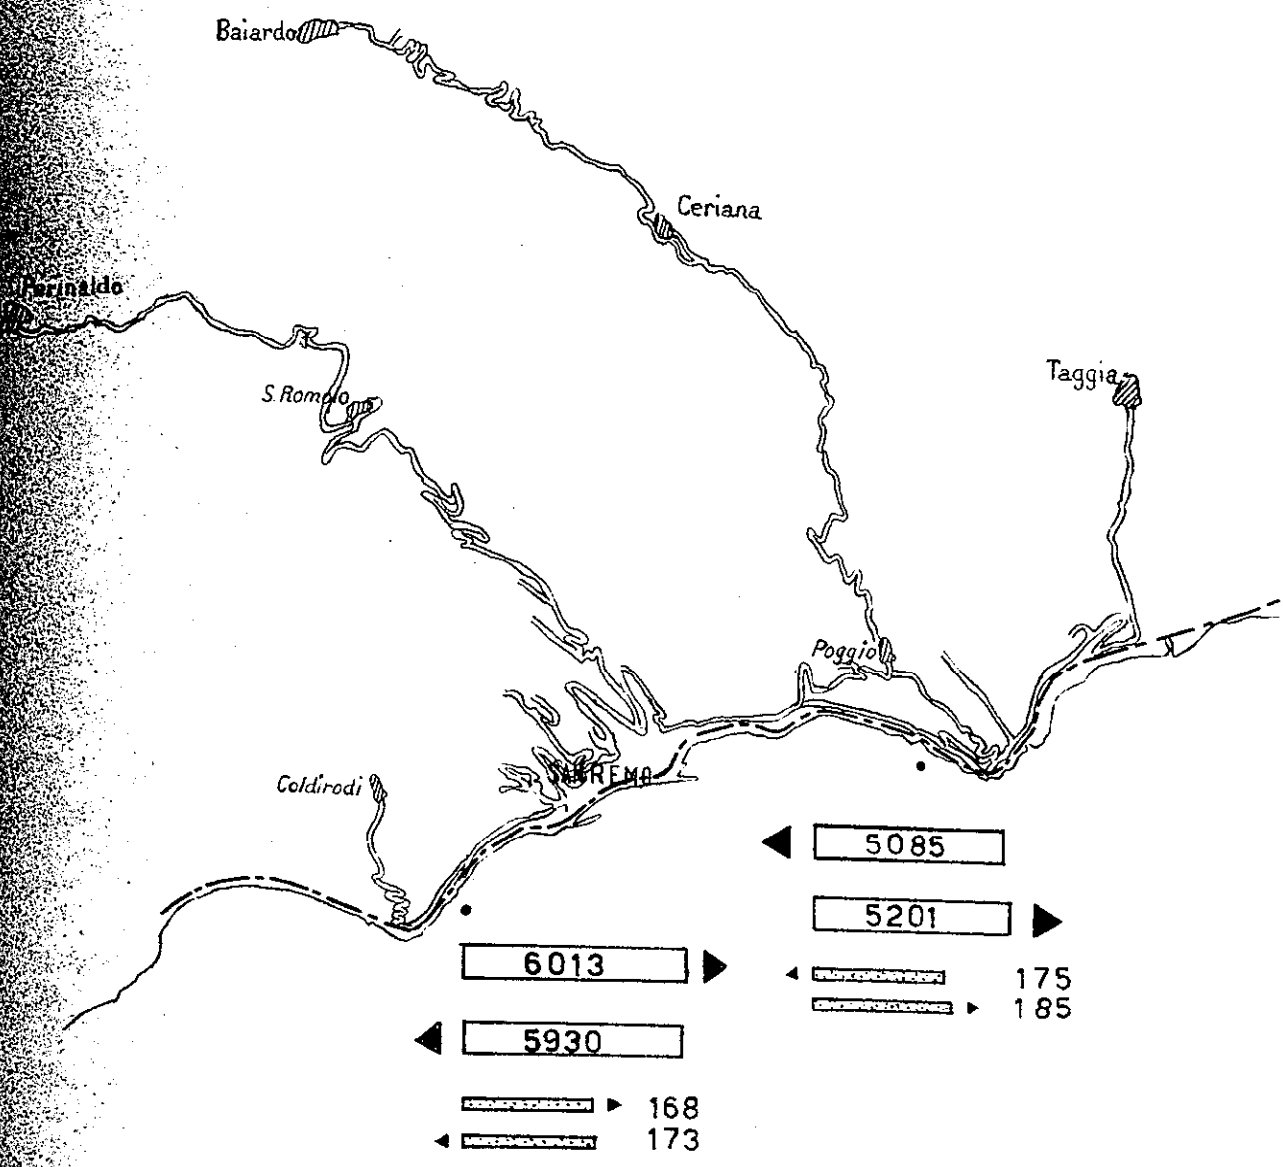 Baiardo
Ceriana
Perinaldo
Taggia
S. Romolo
Poggio
SANREMO
Coldirodi
5085
5201
175
185
6013
5930
168
173